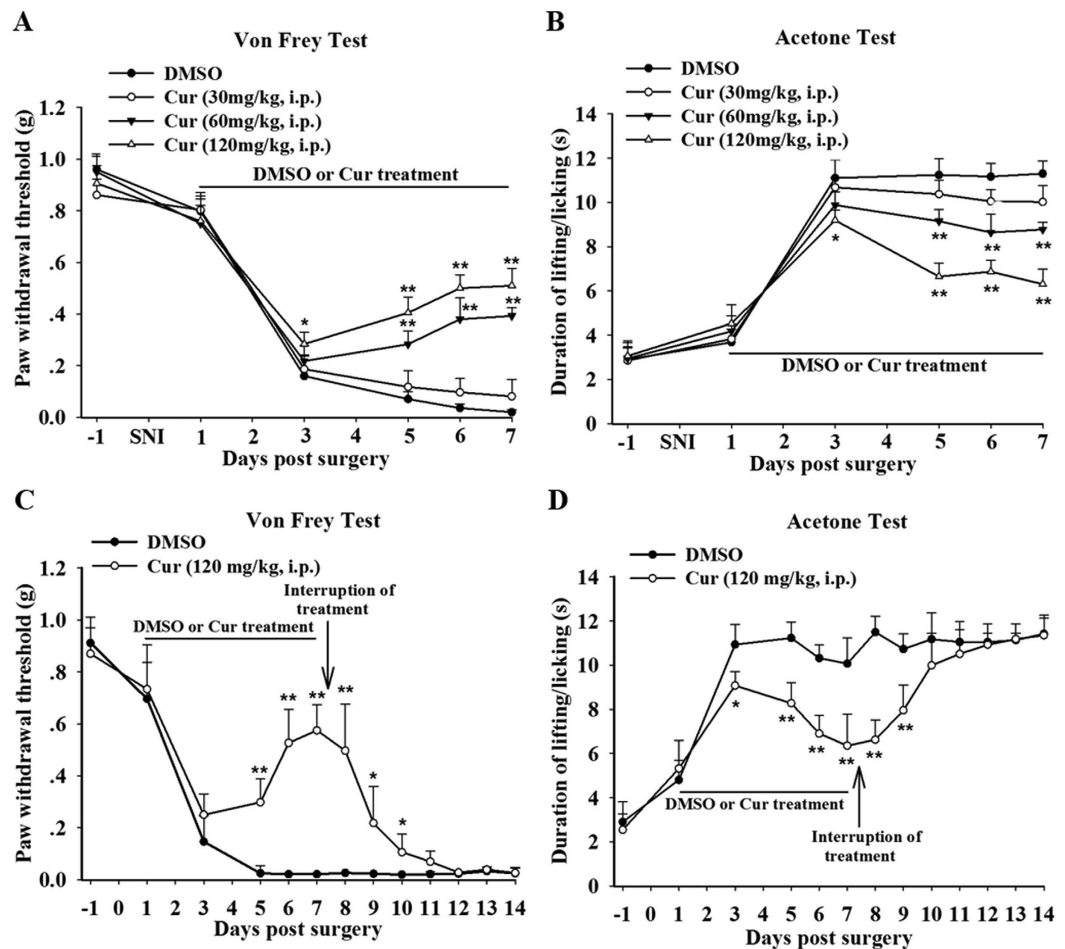 A
Von Frey Test
DMSO
Cur (30mg/kg, i.p.)
Cur (60mg/kg, i.p.)
Cur (120mg/kg, i.p.)
DMSO or Cur treatment
Paw withdrawal threshold (g)
1.2
1.0
.8
.6
.4
.2
0.0
* ** ** ** ** ** **
-1 SNI 1 2 3 4 5 6 7
Days post surgery
B
Acetone Test
DMSO
Cur (30mg/kg, i.p.)
Cur (60mg/kg, i.p.)
Cur (120mg/kg, i.p.)
Duration of lifting/licking (s)
14
12
10
8
6
4
2
0
* ** ** ** ** ** **
DMSO or Cur treatment
-1 SNI 1 2 3 4 5 6 7
Days post surgery
C
Von Frey Test
DMSO
Cur (120 mg/kg, i.p.)
Interruption of
treatment
DMSO or Cur treatment
Paw withdrawal threshold (g)
1.2
1.0
.8
.6
.4
.2
0.0
** ** ** ** * *
-1 0 1 2 3 4 5 6 7 8 9 10 11 12 13 14
Days post surgery
D
Acetone Test
DMSO
Cur (120 mg/kg, i.p.)
Duration of lifting/licking (s)
14
12
10
8
6
4
2
0
* ** ** ** ** **
DMSO or Cur treatment
Interruption of
treatment
-1 0 1 2 3 4 5 6 7 8 9 10 11 12 13 14
Days post surgery